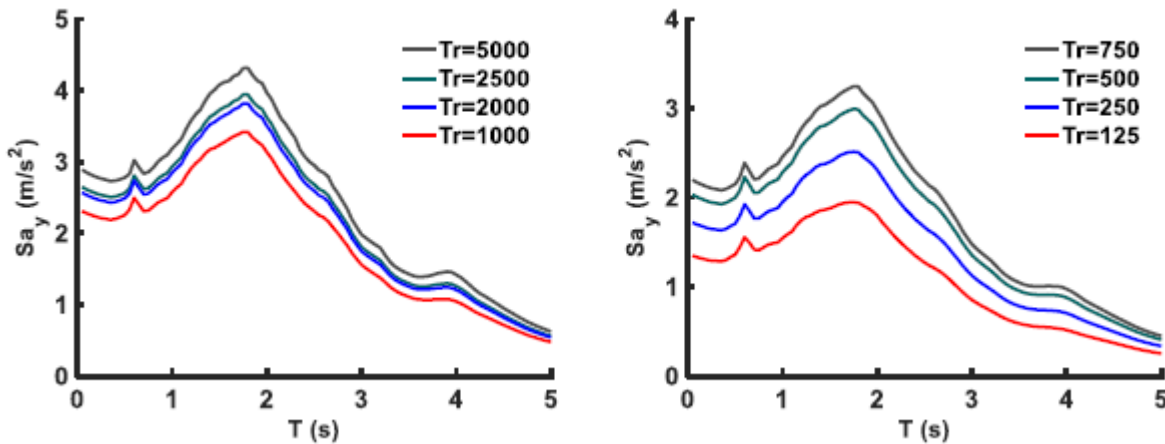 5
4
3
2
1
0
Sa_y (m/s²)
0 1 2 3 4 5
T (s)
Tr=5000
Tr=2500
Tr=2000
Tr=1000
4
3
2
1
0
Sa_y (m/s²)
0 1 2 3 4 5
T (s)
Tr=750
Tr=500
Tr=250
Tr=125